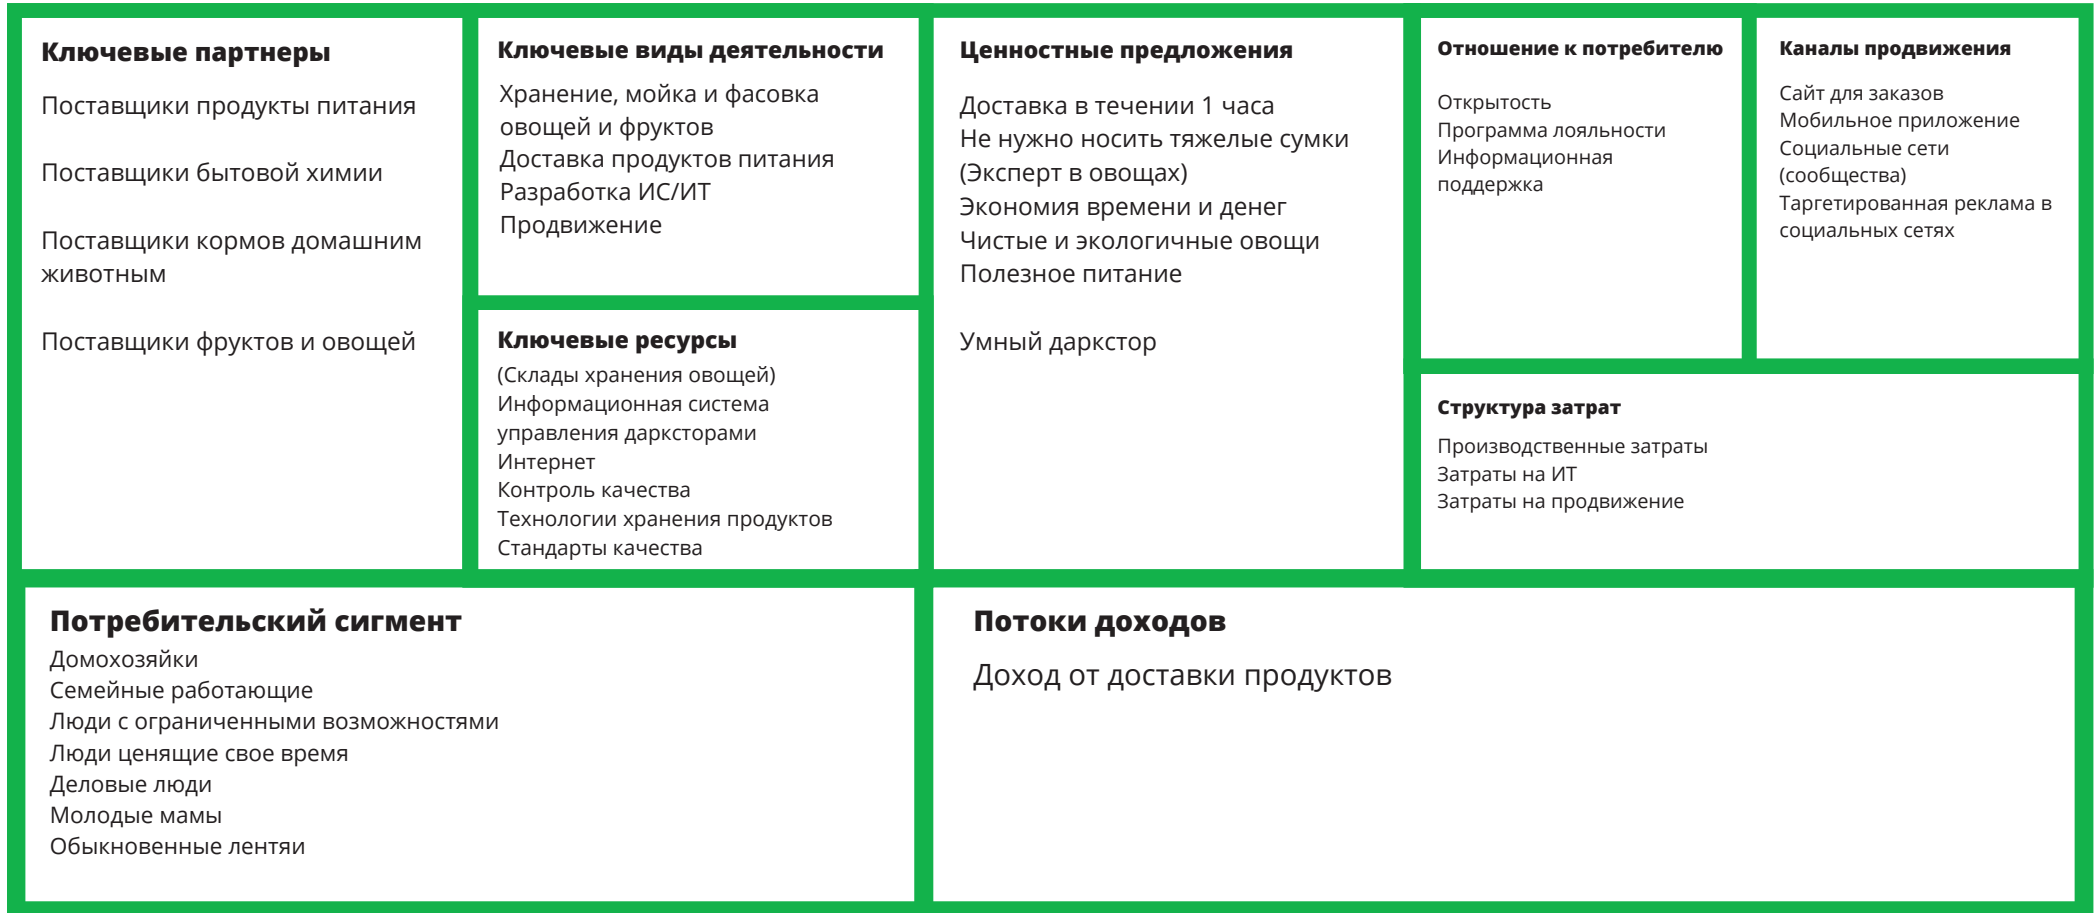 Ключевые партнеры
Поставщики продукты питания
Поставщики бытовой химии
Поставщики кормов домашним
животным
Поставщики фруктов и овощей
Ключевые виды деятельности
Хранение, мойка и фасовка
овощей и фруктов
Доставка продуктов питания
Разработка ИС/ИТ
Продвижение
Ключевые ресурсы
(Склады хранения овощей)
Информационная система
управления даркcторами
Интернет
Контроль качества
Технологии хранения продуктов
Стандарты качества
Ценностные предложения
Доставка в течении 1 часа
Не нужно носить тяжелые сумки
(Эксперт в овощах)
Экономия времени и денег
Чистые и экологичные овощи
Полезное питание
Умный даркстор
Отношение к потребителю
Открытость
Программа лояльности
Информационная
поддержка
Каналы продвижения
Сайт для заказов
Мобильное приложение
Социальные сети
(сообщества)
Таргетированная реклама в
социальных сетях
Структура затрат
Производственные затраты
Затраты на ИТ
Затраты на продвижение
Потребительский сигмент
Домохозяйки
Семейные работающие
Люди с ограниченными возможностями
Люди ценящие свое время
Деловые люди
Молодые мамы
Обыкновенные лентяи
Потоки доходов
Доход от доставки продуктов